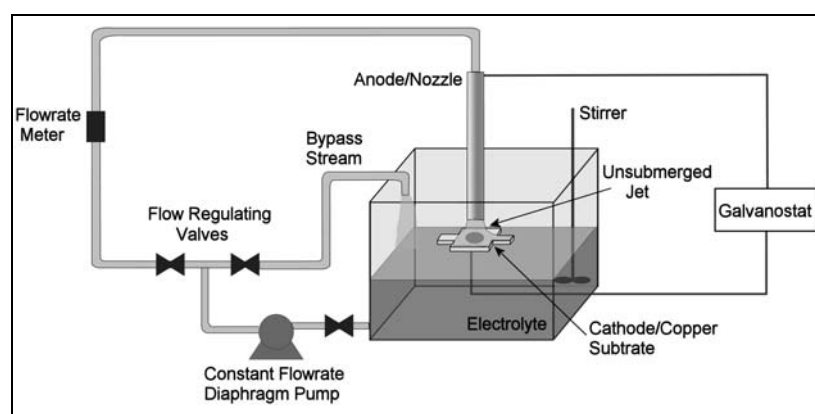 Anode/Nozzle
Flowrate
Meter
Stirrer
Bypass
Stream
Unsubmerged
Jet
Flow Regulating
Valves
Galvanostat
Electrolyte
Cathode/Copper
Subtrate
Constant Flowrate
Diaphragm Pump